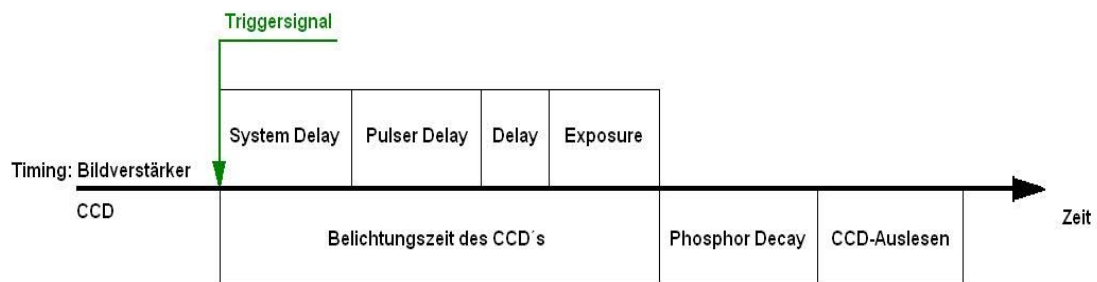 Triggersignal
System Delay Pulser Delay Delay Exposure
Timing: Bildverstärker
CCD
Zeit
Belichtungszeit des CCD´s Phosphor Decay CCD-Auslesen